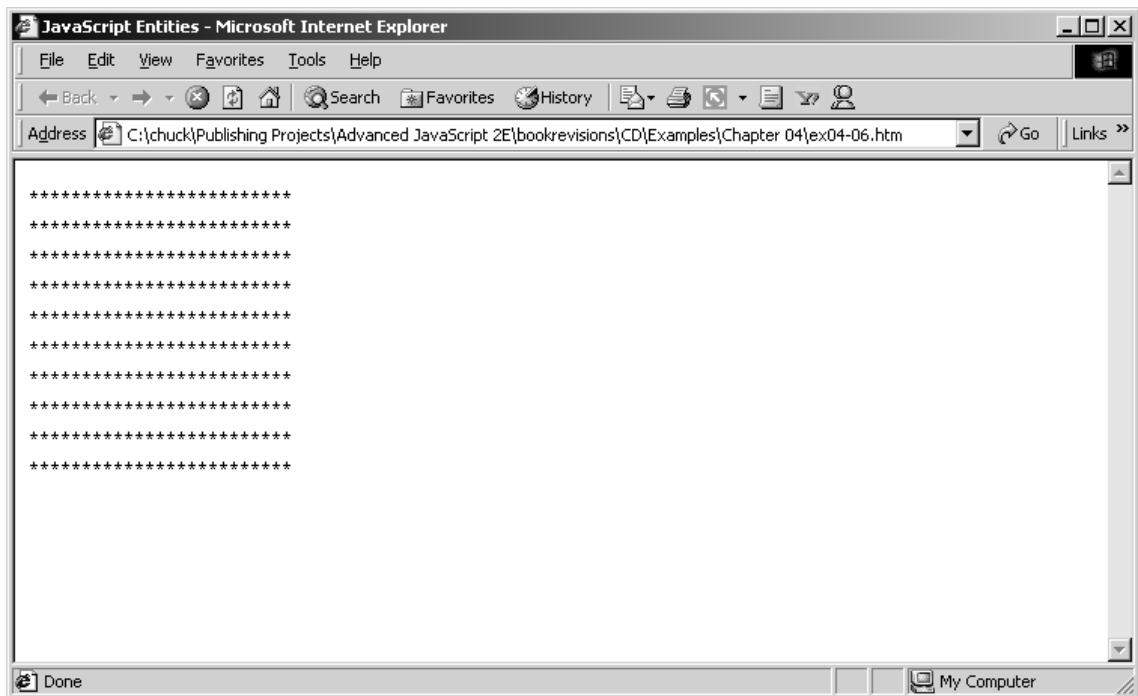 JavaScript Entities - Microsoft Internet Explorer
File Edit View Favorites Tools Help
Back Search Favorites History
Address C:\chuck\Publishing Projects\Advanced JavaScript 2E\bookrevisions\CD\Examples\Chapter 04\ex04-06.htm Go Links »
*************************
*************************
*************************
*************************
*************************
*************************
*************************
*************************
*************************
*************************
Done My Computer